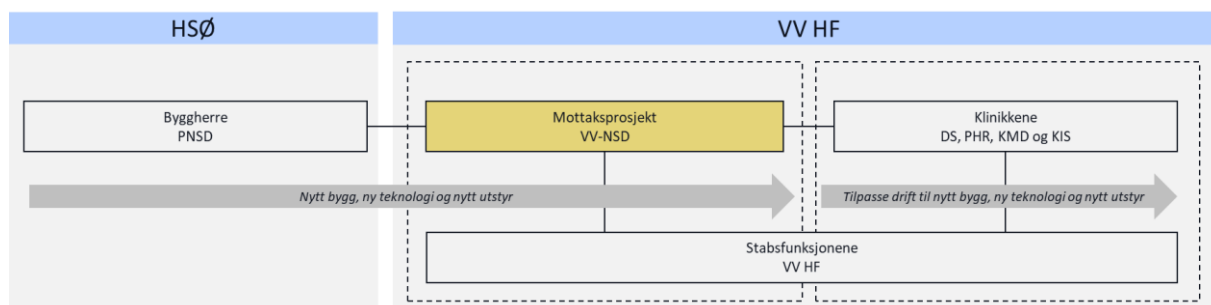 HSØ
VV HF
Byggherre
PNSD
Mottaksprosjekt
VV-NSD
Klinikkene
DS, PHR, KMD og KIS
Nytt bygg, ny teknologi og nytt utstyr
Tilpasse drift til nytt bygg, ny teknologi og nytt utstyr
Stabsfunksjonene
VV HF